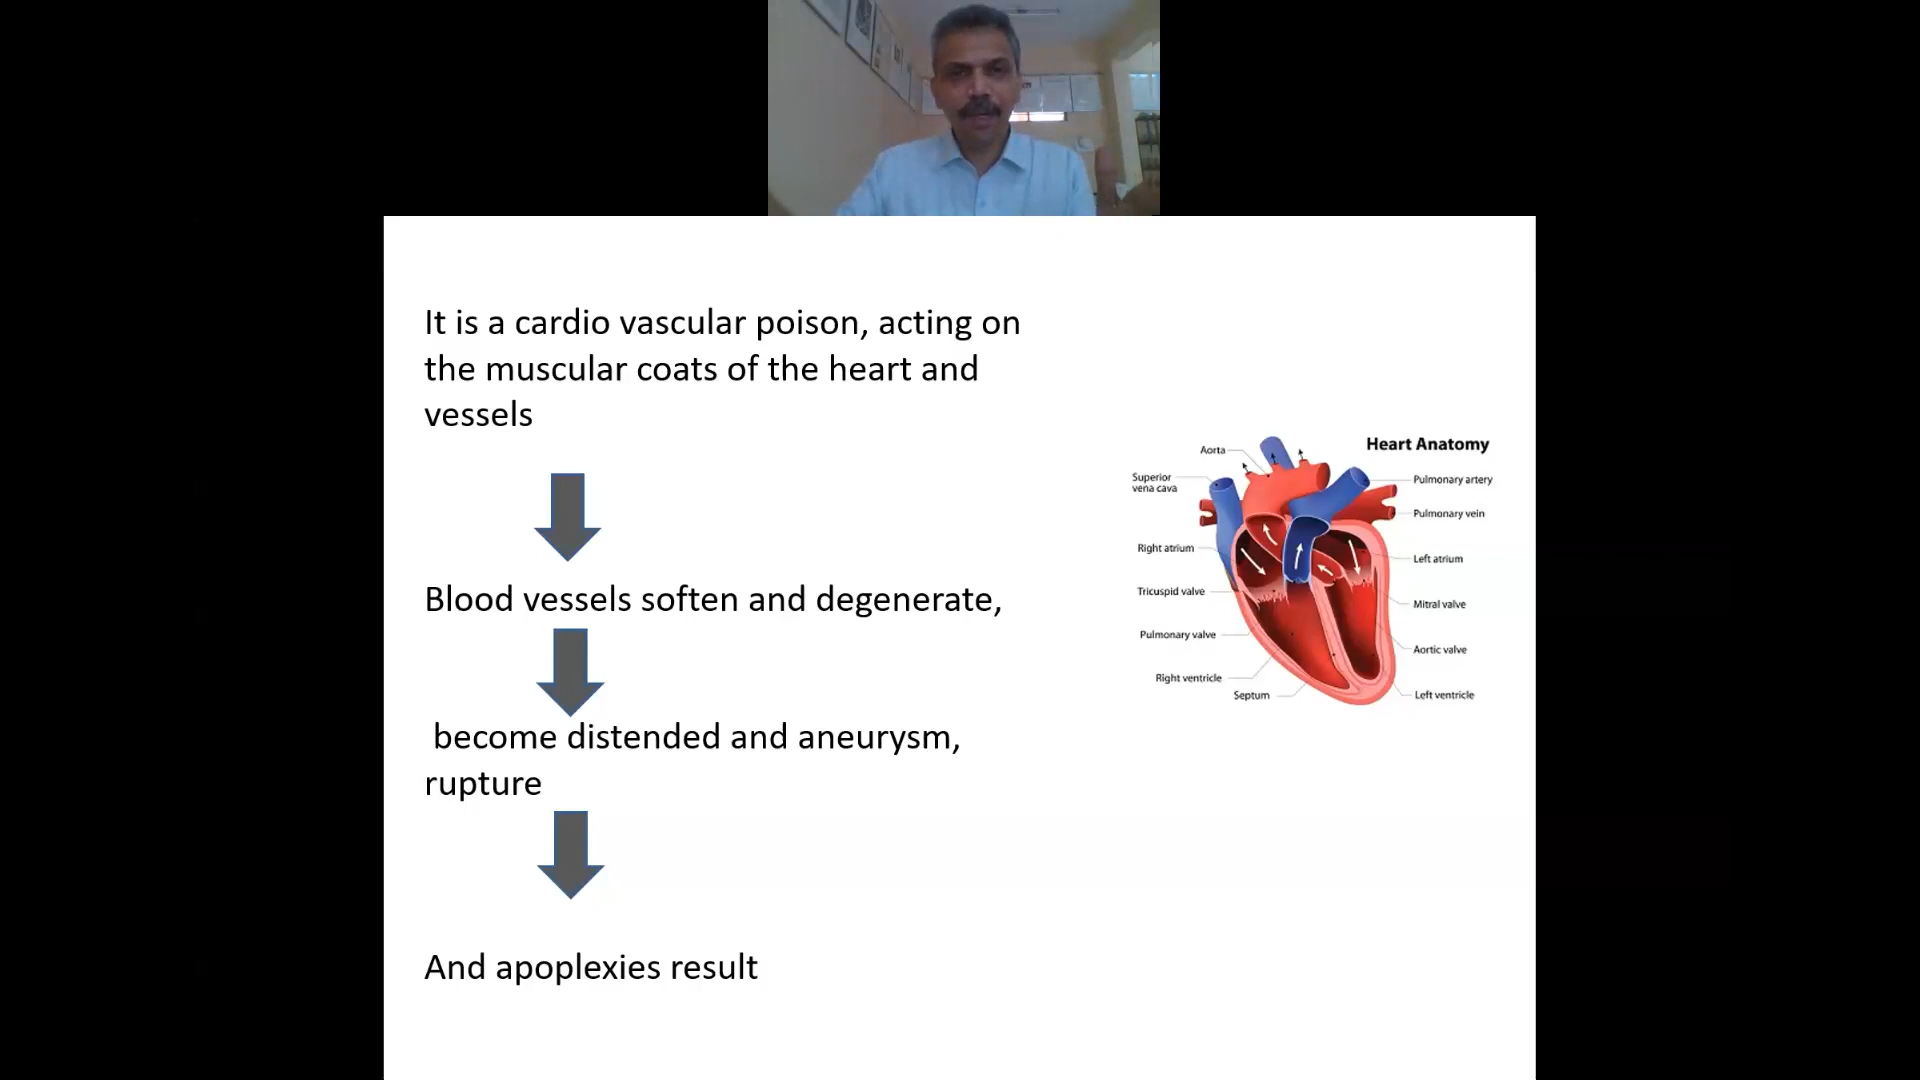 It is a cardio vascular poison, acting on
the muscular coats of the heart and
vessels
Blood vessels soften and degenerate,
become distended and aneurysm,
rupture
And apoplexies result
Heart Anatomy
Aorta
Superior
vena cava
Right atrium
Tricuspid valve
Pulmonary valve
Right ventricle
Septum
Pulmonary artery
Pulmonary vein
Left atrium
Mitral valve
Aortic valve
Left ventricle